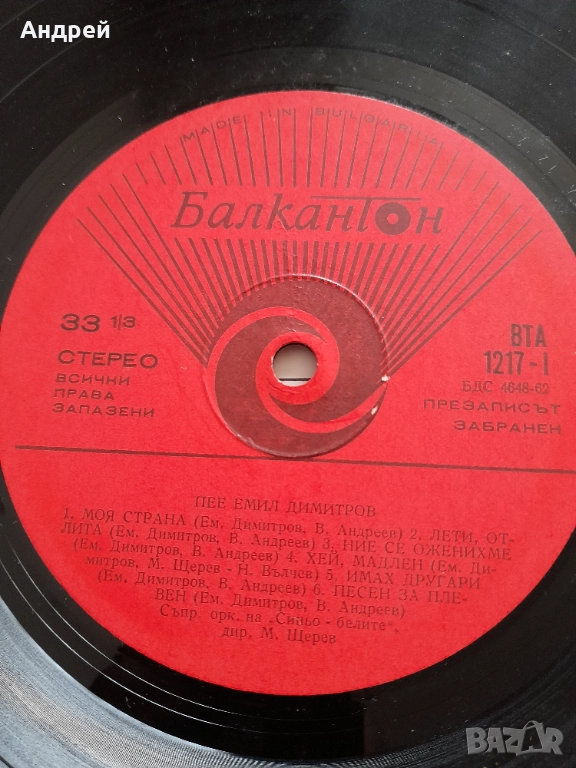 Андрей
MADE IN BULGARIA
Балкантон
33 1/3
СТЕРЕО
ВСИЧКИ
ПРАВА
ЗАПАЗЕНИ
ВТА
1217-I
БДС 4648-62
ПРЕЗАПИСЪТ
ЗАБРАНЕН
ПЕЕ ЕМИЛ ДИМИТРОВ
1. МОЯ СТРАНА (Ем. Димитров, В. Андреев) 2. ЛЕТИ, ОТ-
ЛИТА (Ем. Димитров, В. Андреев) 3. НИЕ СЕ ОЖЕНИХМЕ
(Ем. Димитров, В. Андреев) 4. ХЕЙ, МАДЛЕН (Ем. Ди-
митров, М. Щерев - Н. Вълчев) 5. ИМАХ ДРУГАРИ
(Ем. Димитров, В. Андреев) 6. ПЕСЕН ЗА ПЛЕ-
ВЕН (Ем. Димитров, В. Андреев)
Съпр. орк. на „Синьо - белите",
дир. М. Щерев
BAZAR